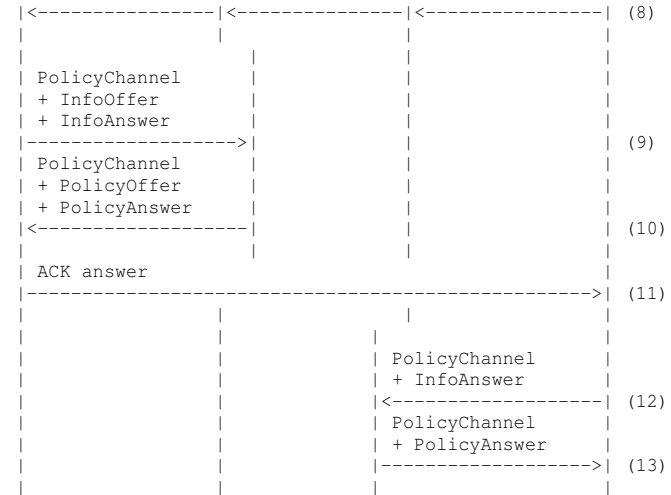 |<----------------|<---------------|<----------------| (8)
|                 |                |                |
|                    |             |                |
| PolicyChannel      |             |                |
| + InfoOffer        |             |                |
| + InfoAnswer       |             |                |
|------------------->|             |                | (9)
| PolicyChannel      |             |                |
| + PolicyOffer      |             |                |
| + PolicyAnswer     |             |                |
|<-------------------|             |                | (10)
|                    |             |                |
| ACK answer                                        |
|-------------------------------------------------->| (11)
|                 |                |                |
|                 |             |                   |
|                 |             | PolicyChannel     |
|                 |             | + InfoAnswer      |
|                 |             |<------------------| (12)
|                 |             | PolicyChannel     |
|                 |             | + PolicyAnswer    |
|                 |             |------------------>| (13)
|                 |             |                   |